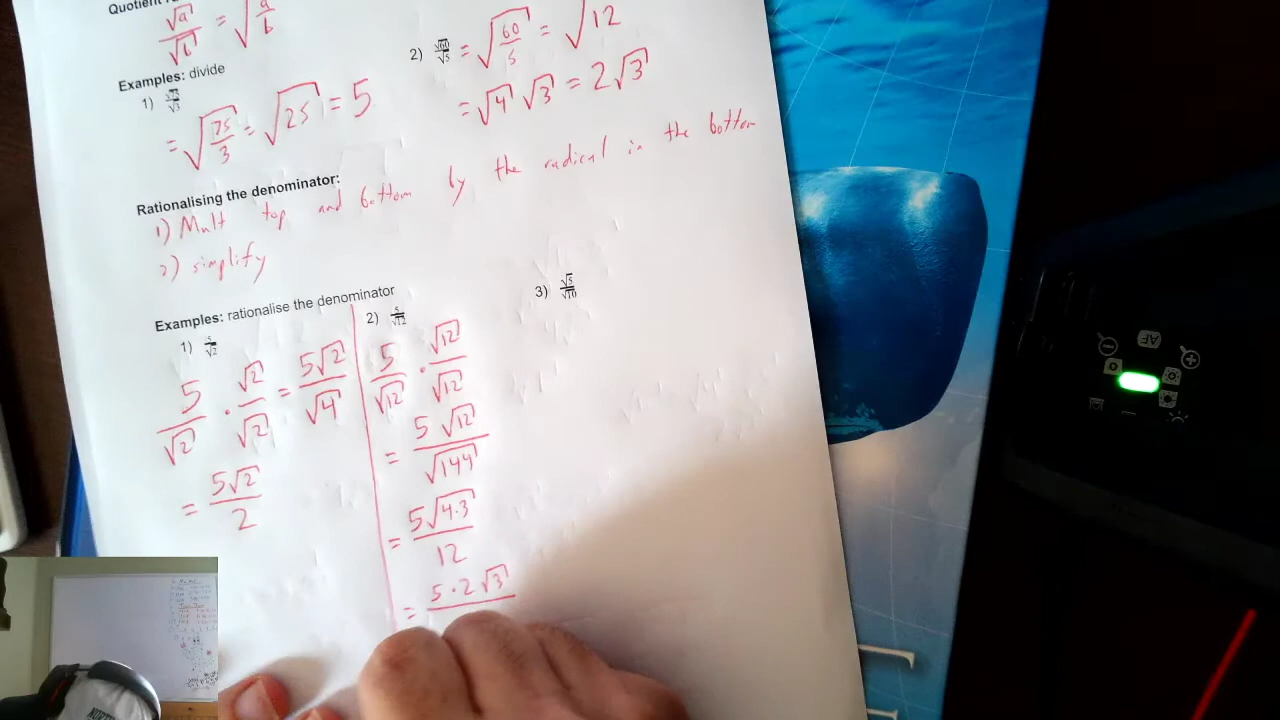 Quotient
√a/√b = √a/b
Examples: divide
1) √75/√3
= √75/3 = √25 = 5
2) √60/√5 = √60/5 = √12
= √4 √3 = 2√3
Rationalising the denominator:
1) Mult top and bottom by the radical in the bottom
2) simplify
Examples: rationalise the denominator
1) 5/√2
5/√2 · √2/√2 = 5√2/√4
= 5√2/2
2) 5/√12
5/√12 · √12/√12
= 5√12/√144
= 5√4·3/12
= 5·2√3
3) √5/√10
AF